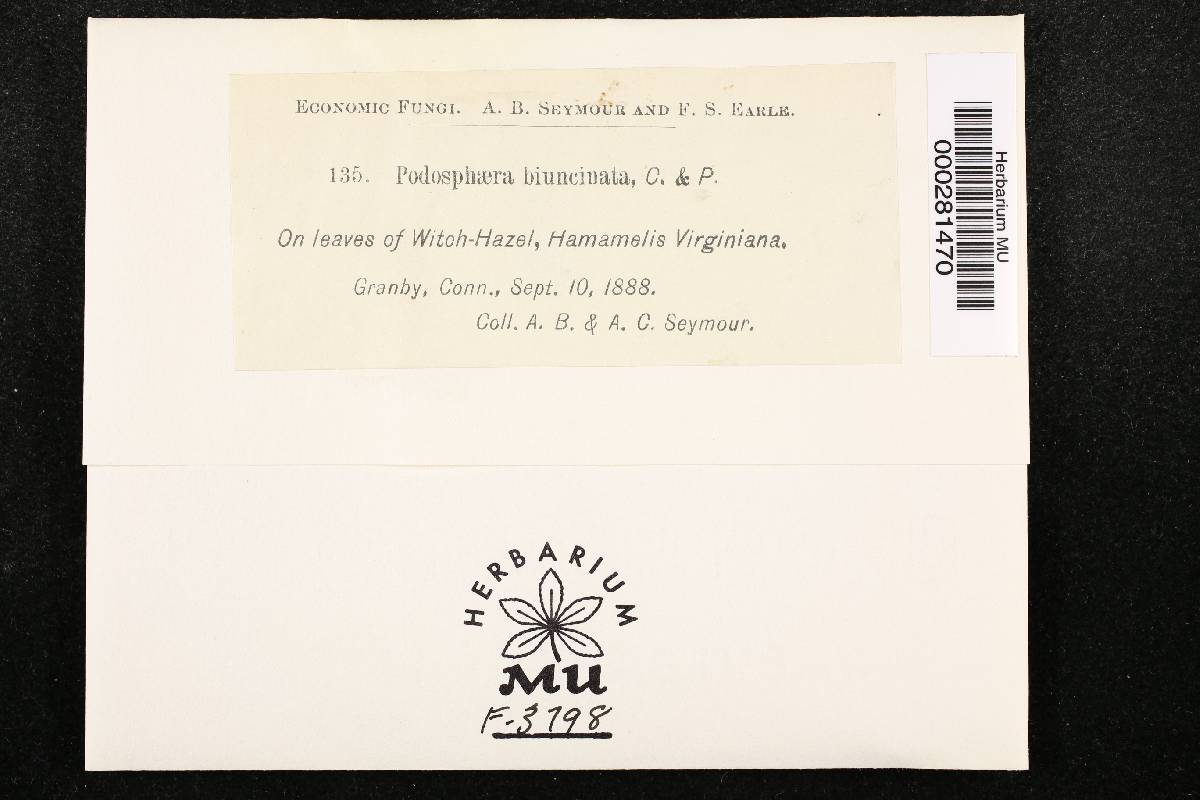 Economic Fungi. A. B. Seymour and F. S. Earle.
135. Podosphæra biuncinata, C. & P.
On leaves of Witch-Hazel, Hamamelis Virginiana.
Granby, Conn., Sept. 10, 1888.
Coll. A. B. & A. C. Seymour.
Herbarium MU
000281470
HERBARIUM
MU
F-3798